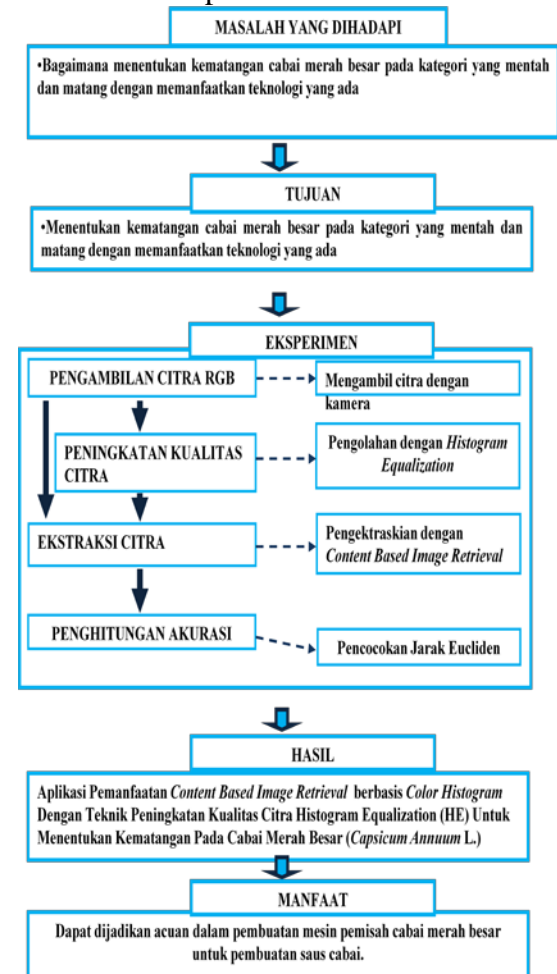 MASALAH YANG DIHADAPI
•Bagaimana menentukan kematangan cabai merah besar pada kategori yang mentah
dan matang dengan memanfaatkan teknologi yang ada
TUJUAN
•Menentukan kematangan cabai merah besar pada kategori yang mentah dan
matang dengan memanfaatkan teknologi yang ada
EKSPERIMEN
PENGAMBILAN CITRA RGB
Mengambil citra dengan
kamera
PENINGKATAN KUALITAS
CITRA
Pengolahan dengan Histogram
Equalization
EKSTRAKSI CITRA
Pengektraskian dengan
Content Based Image Retrieval
PENGHITUNGAN AKURASI
Pencocokan Jarak Eucliden
HASIL
Aplikasi Pemanfaatan Content Based Image Retrieval berbasis Color Histogram
Dengan Teknik Peningkatan Kualitas Citra Histogram Equalization (HE) Untuk
Menentukan Kematangan Pada Cabai Merah Besar (Capsicum Annuum L.)
MANFAAT
Dapat dijadikan acuan dalam pembuatan mesin pemisah cabai merah besar
untuk pembuatan saus cabai.